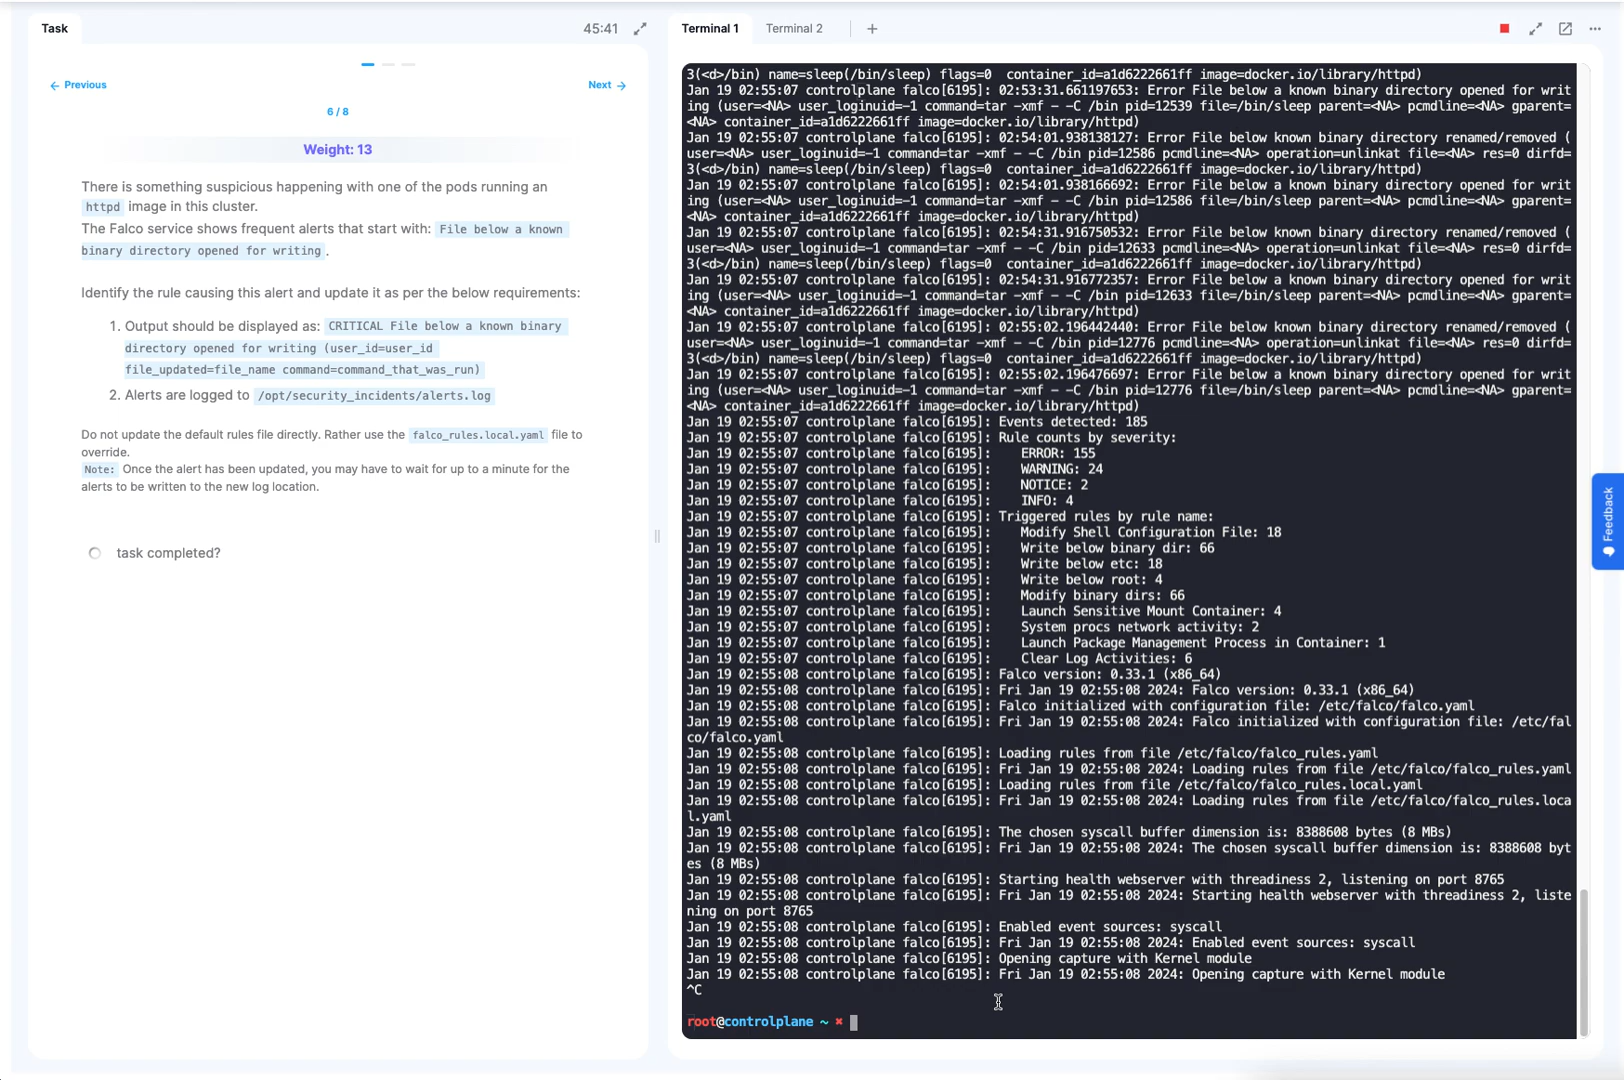 Task
45:41
Previous
Next
6 / 8
Weight: 13
There is something suspicious happening with one of the pods running an
httpd image in this cluster.
The Falco service shows frequent alerts that start with: File below a known
binary directory opened for writing .
Identify the rule causing this alert and update it as per the below requirements:
1. Output should be displayed as: CRITICAL File below a known binary
directory opened for writing (user_id=user_id
file_updated=file_name command=command_that_was_run)
2. Alerts are logged to /opt/security_incidents/alerts.log
Do not update the default rules file directly. Rather use the falco_rules.local.yaml file to
override.
Note: Once the alert has been updated, you may have to wait for up to a minute for the
alerts to be written to the new log location.
task completed?
Terminal 1
Terminal 2
+
3(<d>/bin) name=sleep(/bin/sleep) flags=0  container_id=a1d6222661ff image=docker.io/library/httpd)
Jan 19 02:55:07 controlplane falco[6195]: 02:53:31.661197653: Error File below a known binary directory opened for writ
ing (user=<NA> user_loginuid=-1 command=tar -xmf - -C /bin pid=12539 file=/bin/sleep parent=<NA> pcmdline=<NA> gparent=
<NA> container_id=a1d6222661ff image=docker.io/library/httpd)
Jan 19 02:55:07 controlplane falco[6195]: 02:54:01.938138127: Error File below known binary directory renamed/removed (
user=<NA> user_loginuid=-1 command=tar -xmf - -C /bin pid=12586 pcmdline=<NA> operation=unlinkat file=<NA> res=0 dirfd=
3(<d>/bin) name=sleep(/bin/sleep) flags=0  container_id=a1d6222661ff image=docker.io/library/httpd)
Jan 19 02:55:07 controlplane falco[6195]: 02:54:01.938166692: Error File below a known binary directory opened for writ
ing (user=<NA> user_loginuid=-1 command=tar -xmf - -C /bin pid=12586 file=/bin/sleep parent=<NA> pcmdline=<NA> gparent=
<NA> container_id=a1d6222661ff image=docker.io/library/httpd)
Jan 19 02:55:07 controlplane falco[6195]: 02:54:31.916750532: Error File below known binary directory renamed/removed (
user=<NA> user_loginuid=-1 command=tar -xmf - -C /bin pid=12633 pcmdline=<NA> operation=unlinkat file=<NA> res=0 dirfd=
3(<d>/bin) name=sleep(/bin/sleep) flags=0  container_id=a1d6222661ff image=docker.io/library/httpd)
Jan 19 02:55:07 controlplane falco[6195]: 02:54:31.916772357: Error File below a known binary directory opened for writ
ing (user=<NA> user_loginuid=-1 command=tar -xmf - -C /bin pid=12633 file=/bin/sleep parent=<NA> pcmdline=<NA> gparent=
<NA> container_id=a1d6222661ff image=docker.io/library/httpd)
Jan 19 02:55:07 controlplane falco[6195]: 02:55:02.196442440: Error File below known binary directory renamed/removed (
user=<NA> user_loginuid=-1 command=tar -xmf - -C /bin pid=12776 pcmdline=<NA> operation=unlinkat file=<NA> res=0 dirfd=
3(<d>/bin) name=sleep(/bin/sleep) flags=0  container_id=a1d6222661ff image=docker.io/library/httpd)
Jan 19 02:55:07 controlplane falco[6195]: 02:55:02.196476697: Error File below a known binary directory opened for writ
ing (user=<NA> user_loginuid=-1 command=tar -xmf - -C /bin pid=12776 file=/bin/sleep parent=<NA> pcmdline=<NA> gparent=
<NA> container_id=a1d6222661ff image=docker.io/library/httpd)
Jan 19 02:55:07 controlplane falco[6195]: Events detected: 185
Jan 19 02:55:07 controlplane falco[6195]: Rule counts by severity:
Jan 19 02:55:07 controlplane falco[6195]:    ERROR: 155
Jan 19 02:55:07 controlplane falco[6195]:    WARNING: 24
Jan 19 02:55:07 controlplane falco[6195]:    NOTICE: 2
Jan 19 02:55:07 controlplane falco[6195]:    INFO: 4
Jan 19 02:55:07 controlplane falco[6195]: Triggered rules by rule name:
Jan 19 02:55:07 controlplane falco[6195]:    Modify Shell Configuration File: 18
Jan 19 02:55:07 controlplane falco[6195]:    Write below binary dir: 66
Jan 19 02:55:07 controlplane falco[6195]:    Write below etc: 18
Jan 19 02:55:07 controlplane falco[6195]:    Write below root: 4
Jan 19 02:55:07 controlplane falco[6195]:    Modify binary dirs: 66
Jan 19 02:55:07 controlplane falco[6195]:    Launch Sensitive Mount Container: 4
Jan 19 02:55:07 controlplane falco[6195]:    System procs network activity: 2
Jan 19 02:55:07 controlplane falco[6195]:    Launch Package Management Process in Container: 1
Jan 19 02:55:07 controlplane falco[6195]:    Clear Log Activities: 6
Jan 19 02:55:08 controlplane falco[6195]: Falco version: 0.33.1 (x86_64)
Jan 19 02:55:08 controlplane falco[6195]: Fri Jan 19 02:55:08 2024: Falco version: 0.33.1 (x86_64)
Jan 19 02:55:08 controlplane falco[6195]: Falco initialized with configuration file: /etc/falco/falco.yaml
Jan 19 02:55:08 controlplane falco[6195]: Fri Jan 19 02:55:08 2024: Falco initialized with configuration file: /etc/fal
co/falco.yaml
Jan 19 02:55:08 controlplane falco[6195]: Loading rules from file /etc/falco/falco_rules.yaml
Jan 19 02:55:08 controlplane falco[6195]: Fri Jan 19 02:55:08 2024: Loading rules from file /etc/falco/falco_rules.yaml
Jan 19 02:55:08 controlplane falco[6195]: Loading rules from file /etc/falco/falco_rules.local.yaml
Jan 19 02:55:08 controlplane falco[6195]: Fri Jan 19 02:55:08 2024: Loading rules from file /etc/falco/falco_rules.loca
l.yaml
Jan 19 02:55:08 controlplane falco[6195]: The chosen syscall buffer dimension is: 8388608 bytes (8 MBs)
Jan 19 02:55:08 controlplane falco[6195]: Fri Jan 19 02:55:08 2024: The chosen syscall buffer dimension is: 8388608 byt
es (8 MBs)
Jan 19 02:55:08 controlplane falco[6195]: Starting health webserver with threadiness 2, listening on port 8765
Jan 19 02:55:08 controlplane falco[6195]: Fri Jan 19 02:55:08 2024: Starting health webserver with threadiness 2, liste
ning on port 8765
Jan 19 02:55:08 controlplane falco[6195]: Enabled event sources: syscall
Jan 19 02:55:08 controlplane falco[6195]: Fri Jan 19 02:55:08 2024: Enabled event sources: syscall
Jan 19 02:55:08 controlplane falco[6195]: Opening capture with Kernel module
Jan 19 02:55:08 controlplane falco[6195]: Fri Jan 19 02:55:08 2024: Opening capture with Kernel module
^C
root@controlplane ~ ✖
Feedback